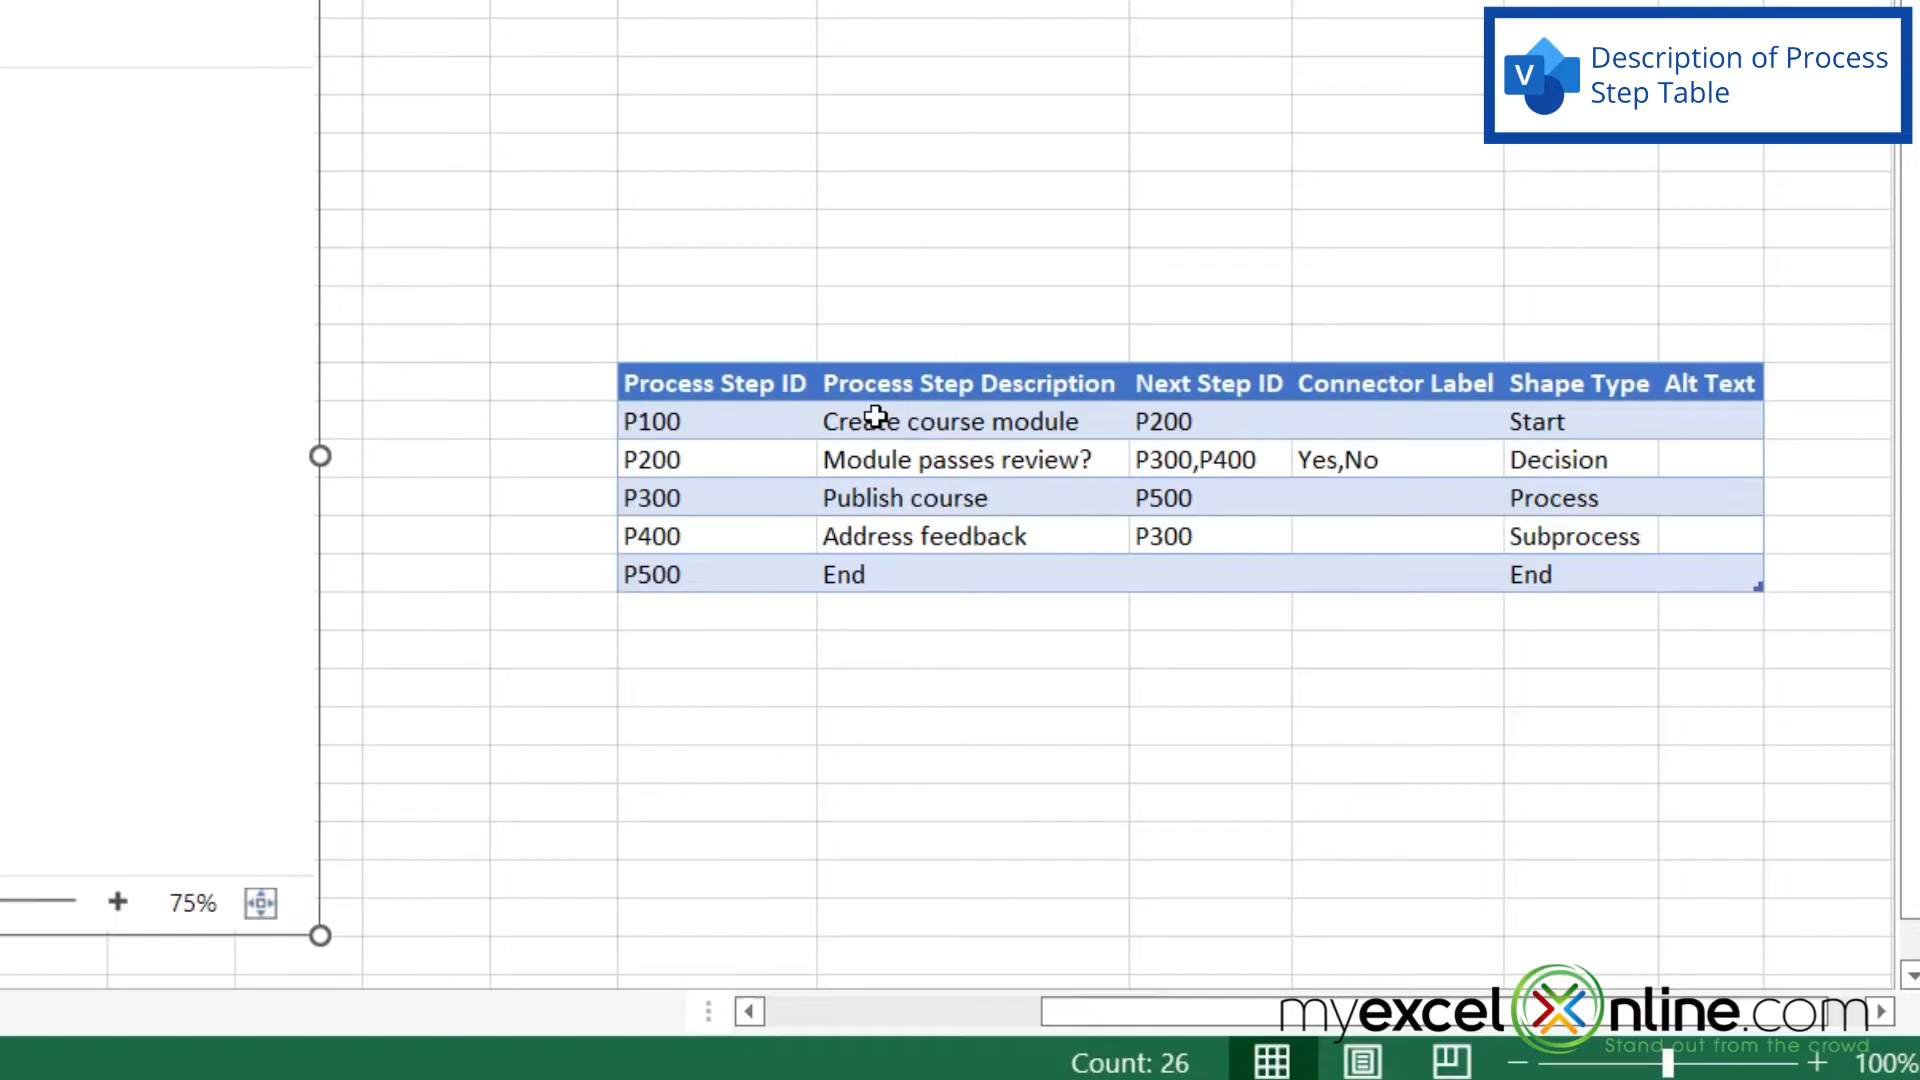 V
Description of Process
Step Table
Process Step ID Process Step Description Next Step ID Connector Label Shape Type Alt Text
P100 Create course module P200 Start
P200 Module passes review? P300,P400 Yes,No Decision
P300 Publish course P500 Process
P400 Address feedback P300 Subprocess
P500 End End
+ 75%
myexcelonline.com
Stand out from the crowd
Count: 26 − + 100%